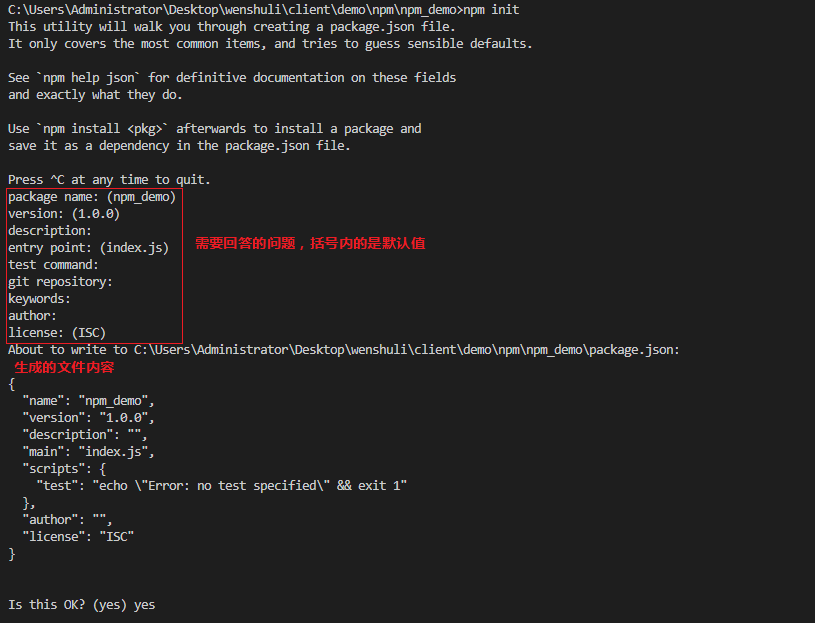 C:\Users\Administrator\Desktop\wenshuli\client\demo\npm\npm_demo>npm init
This utility will walk you through creating a package.json file.
It only covers the most common items, and tries to guess sensible defaults.
See `npm help json` for definitive documentation on these fields
and exactly what they do.
Use `npm install <pkg>` afterwards to install a package and
save it as a dependency in the package.json file.
Press ^C at any time to quit.
package name: (npm_demo)
version: (1.0.0)
description:
entry point: (index.js) 需要回答的问题，括号内的是默认值
test command:
git repository:
keywords:
author:
license: (ISC)
About to write to C:\Users\Administrator\Desktop\wenshuli\client\demo\npm\npm_demo\package.json:
生成的文件内容
{
  "name": "npm_demo",
  "version": "1.0.0",
  "description": "",
  "main": "index.js",
  "scripts": {
    "test": "echo \"Error: no test specified\" && exit 1"
  },
  "author": "",
  "license": "ISC"
}
Is this OK? (yes) yes